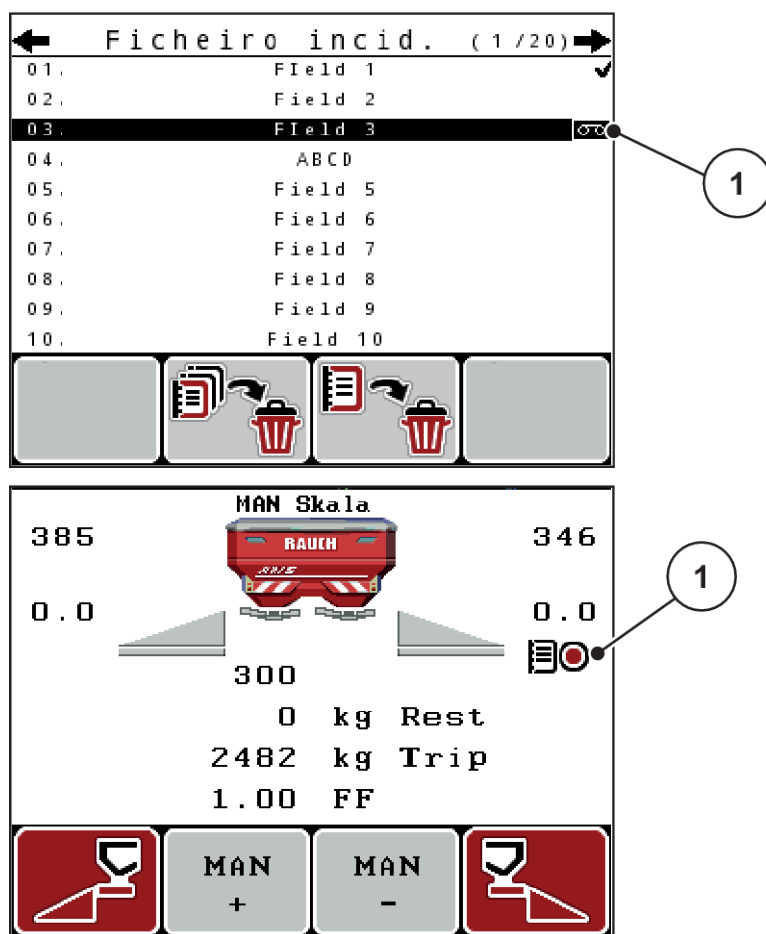 Ficheiro incid. (1/20)
01. FIeld 1
02. Field 2
03. FIeld 3
1
04. ABCD
05. Field 5
06. Field 6
07. Field 7
08. Field 8
09. Field 9
10. Field 10
MAN Skala
385 346
RAUCH
AXIS
0.0 0.0
1
300
0 kg Rest
2482 kg Trip
1.00 FF
MAN MAN
+ -